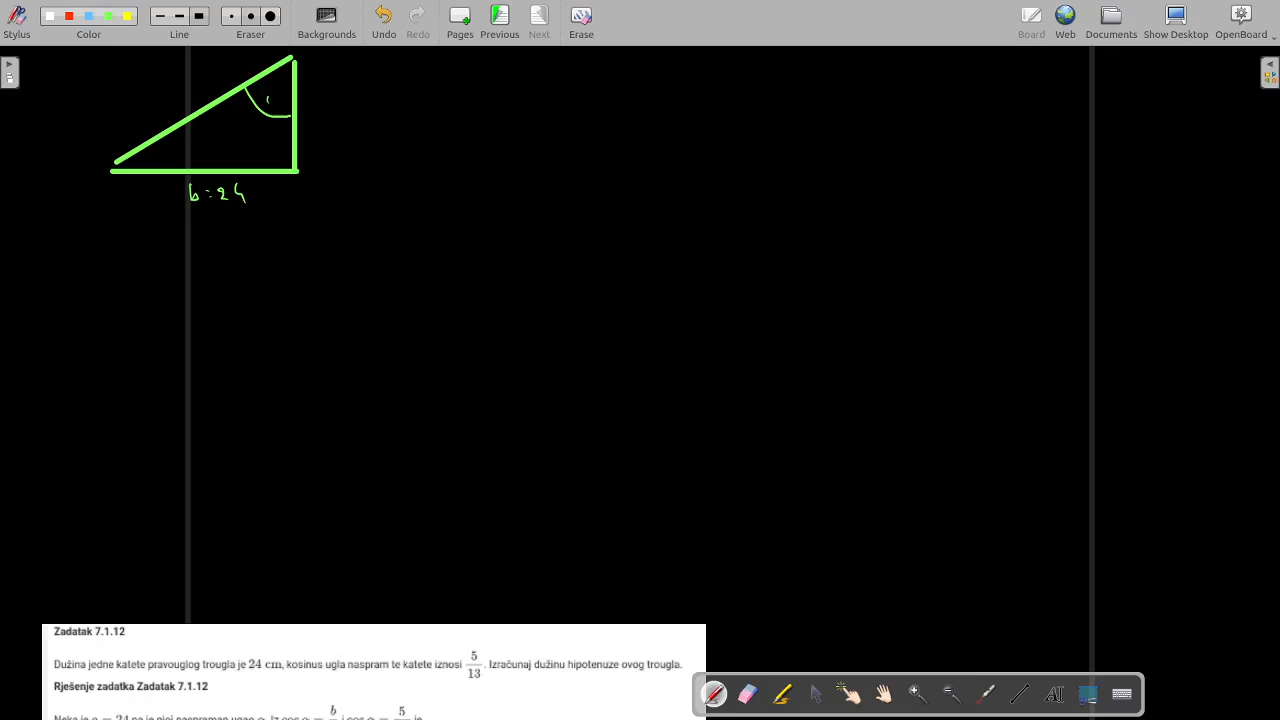 Stylus Color Line Eraser Backgrounds Undo Redo Pages Previous Next Erase Board Web Documents Show Desktop OpenBoard
b = 24
Zadatak 7.1.12
Dužina jedne katete pravouglog trougla je 24 cm, kosinus ugla naspram te katete iznosi 5/13. Izračunaj dužinu hipotenuze ovog trougla.
Rješenje zadatka Zadatak 7.1.12